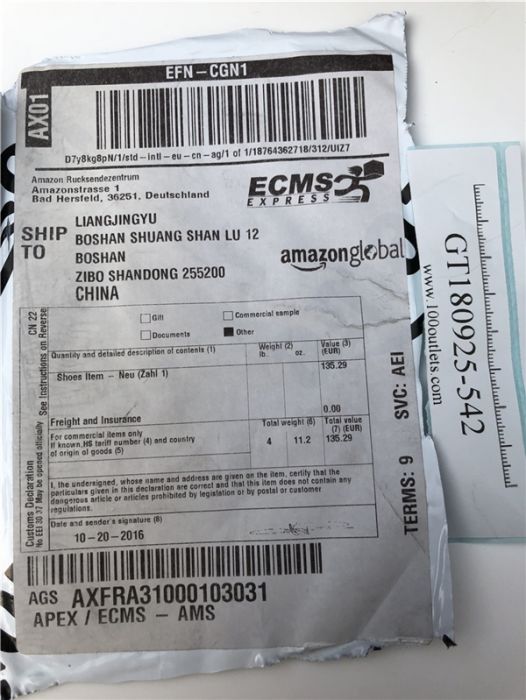 EFN-CGN1
AX01
D7y8kg8pN/1/std-intl-eu-cn-ag/1 of 1/18764362718/312/UIZ7
Amazon Rucksendezentrum
Amazonstrasse 1
Bad Hersfeld, 36251, Deutschland
ECMS
EXPRESS
SHIP TO
LIANGJINGYU
BOSHAN SHUANG SHAN LU 12
BOSHAN
ZIBO SHANDONG 255200
CHINA
amazonglobal
CN 22
Customs Declaration See Instructions on Reverse
No EEI 30 37 May be opened officially
Gift
Commercial sample
Documents
Other
Quantity and detailed description of contents (1)
Weight (2)
lb. oz.
Value (3)
(EUR)
Shoes Item - Neu (Zahl 1)
135.29
0.00
Freight and Insurance
For commercial items only
If known, HS tariff number (4) and country
of origin of goods (5)
Total weight (6)
4 11.2
Total value
(7) (EUR)
135.29
I, the undersigned, whose name and address are given on the item, certify that the
particulars given in this declaration are correct and that this item does not contain any
dangerous article or articles prohibited by legislation or by postal or customer
regulations.
Date and sender's signature (8)
10-20-2016
TERMS: 9 SVC: AEI
AGS AXFRA31000103031
APEX / ECMS - AMS
GT180925-542
www.100outlets.com